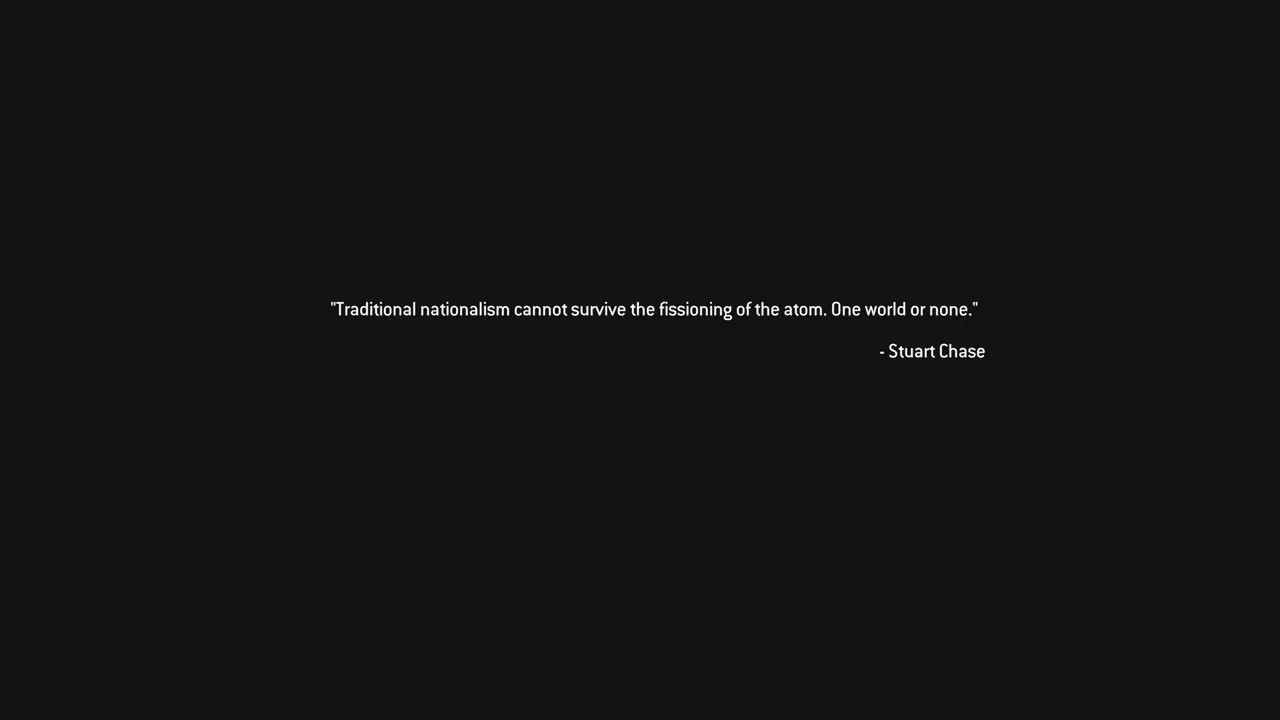 "Traditional nationalism cannot survive the fissioning of the atom. One world or none."
- Stuart Chase